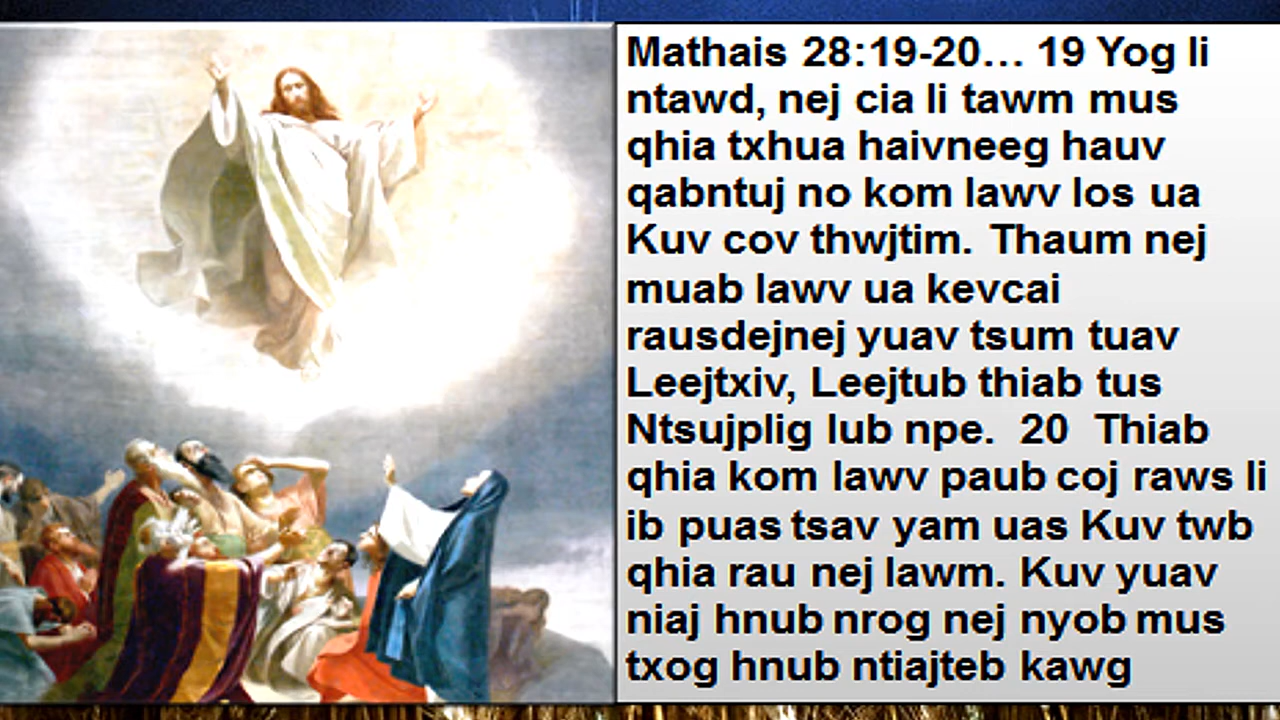 Mathais 28:19-20... 19 Yog li
ntawd, nej cia li tawm mus
qhia txhua haivneeg hauv
qabntuj no kom lawv los ua
Kuv cov thwjtim. Thaum nej
muab lawv ua kevcai
rausdejnej yuav tsum tuav
Leejtxiv, Leejtub thiab tus
Ntsujplig lub npe. 20 Thiab
qhia kom lawv paub coj raws li
ib puas tsav yam uas Kuv twb
qhia rau nej lawm. Kuv yuav
niaj hnub nrog nej nyob mus
txog hnub ntiajteb kawg